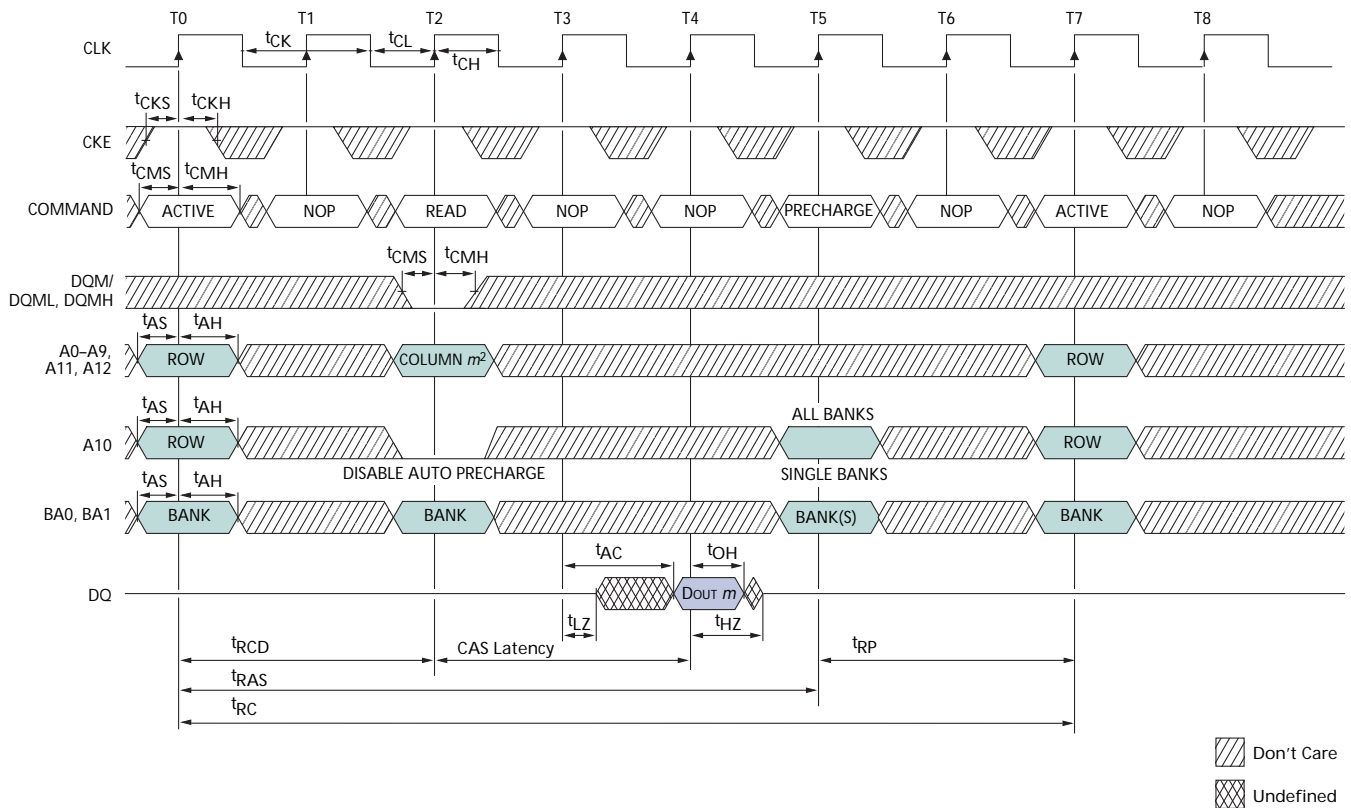 T0 T1 T2 T3 T4 T5 T6 T7 T8
CLK
tCK tCL
tCH
tCKS tCKH
CKE
tCMS tCMH
COMMAND ACTIVE NOP READ NOP NOP PRECHARGE NOP ACTIVE NOP
tCMS tCMH
DQM/
DQML, DQMH
tAS tAH
A0–A9,
A11, A12
ROW COLUMN m2 ROW
tAS tAH
ALL BANKS
A10 ROW ROW
DISABLE AUTO PRECHARGE SINGLE BANKS
tAS tAH
BA0, BA1 BANK BANK BANK(S) BANK
tAC tOH
DQ DOUT m
tLZ tHZ
tRCD CAS Latency tRP
tRAS
tRC
Don't Care
Undefined